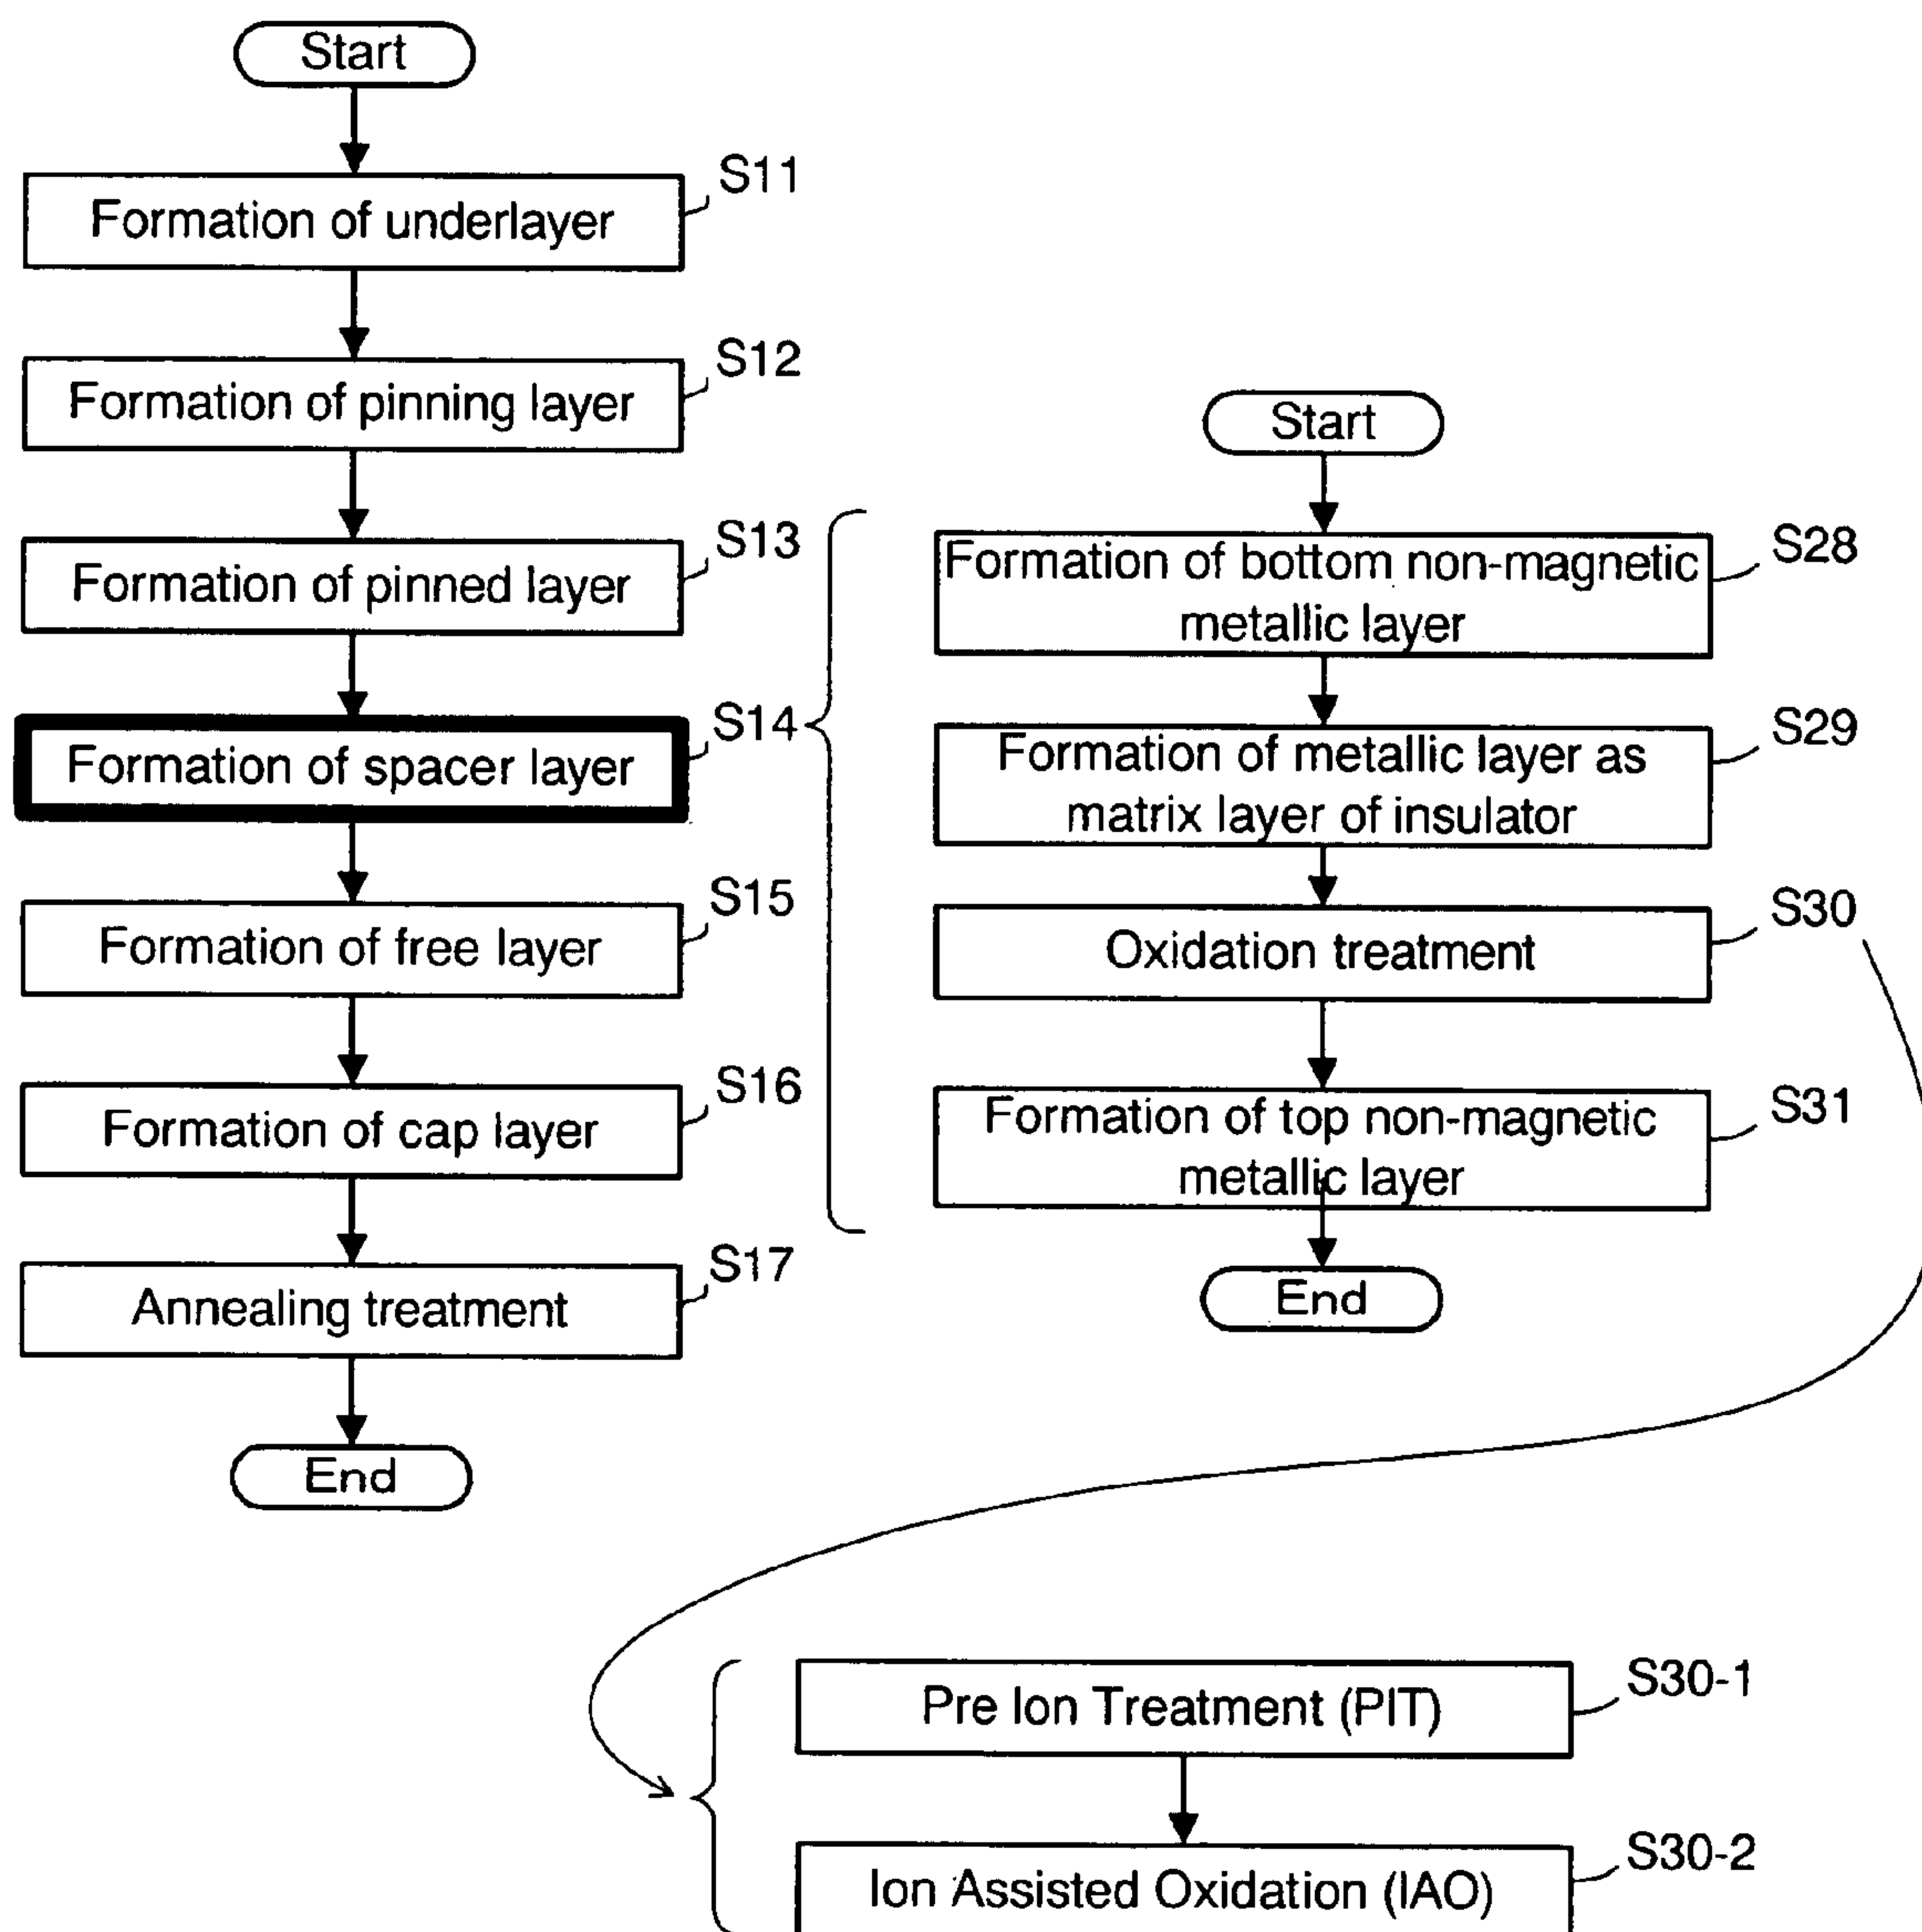 Start
S11
Formation of underlayer
S12
Formation of pinning layer
S13
Formation of pinned layer
S14
Formation of spacer layer
S15
Formation of free layer
S16
Formation of cap layer
S17
Annealing treatment
End
Start
S28
Formation of bottom non-magnetic
metallic layer
S29
Formation of metallic layer as
matrix layer of insulator
S30
Oxidation treatment
S31
Formation of top non-magnetic
metallic layer
End
S30-1
Pre Ion Treatment (PIT)
S30-2
Ion Assisted Oxidation (IAO)